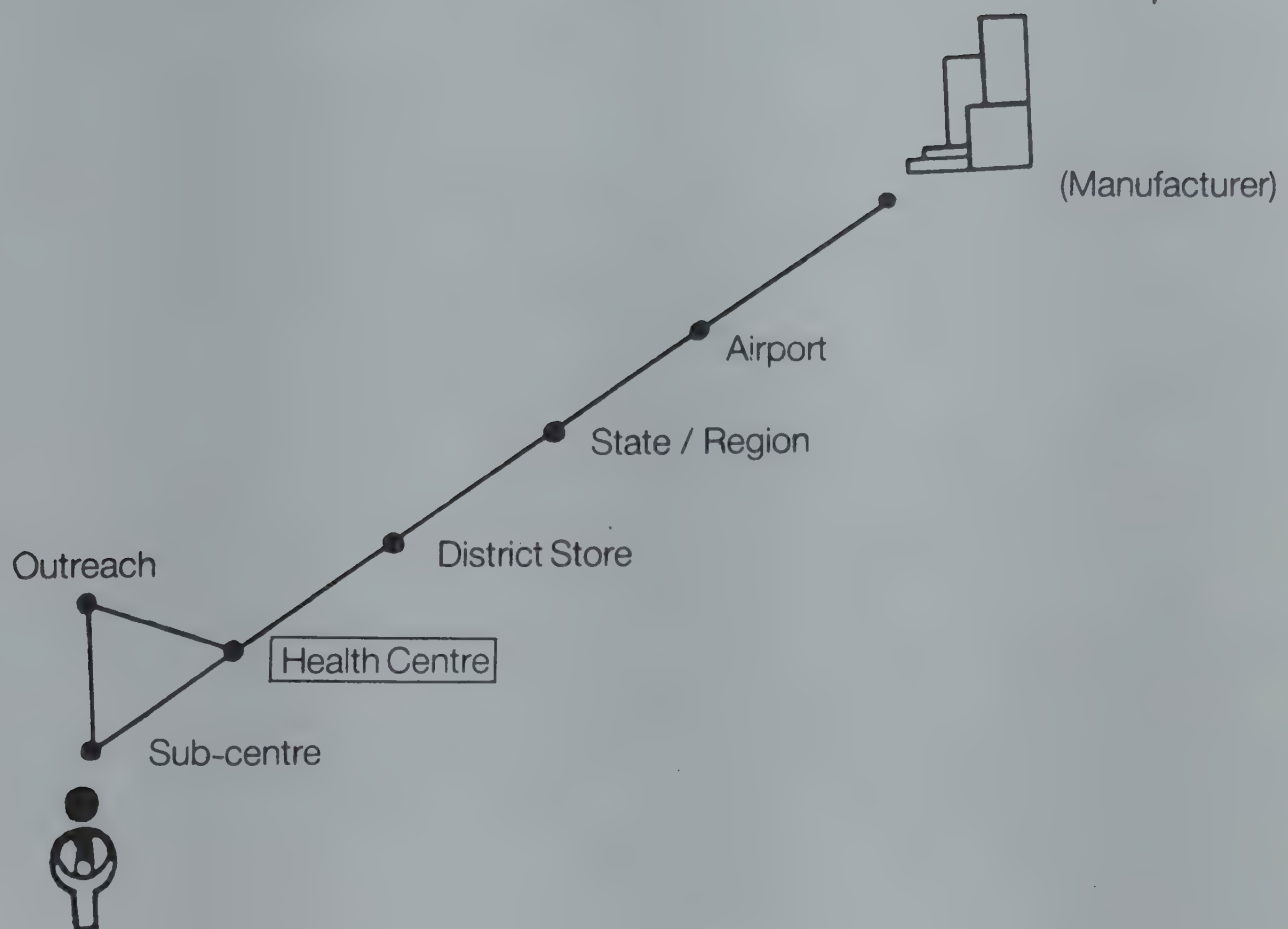 (Manufacturer)
Airport
State / Region
District Store
Outreach
Health Centre
Sub-centre